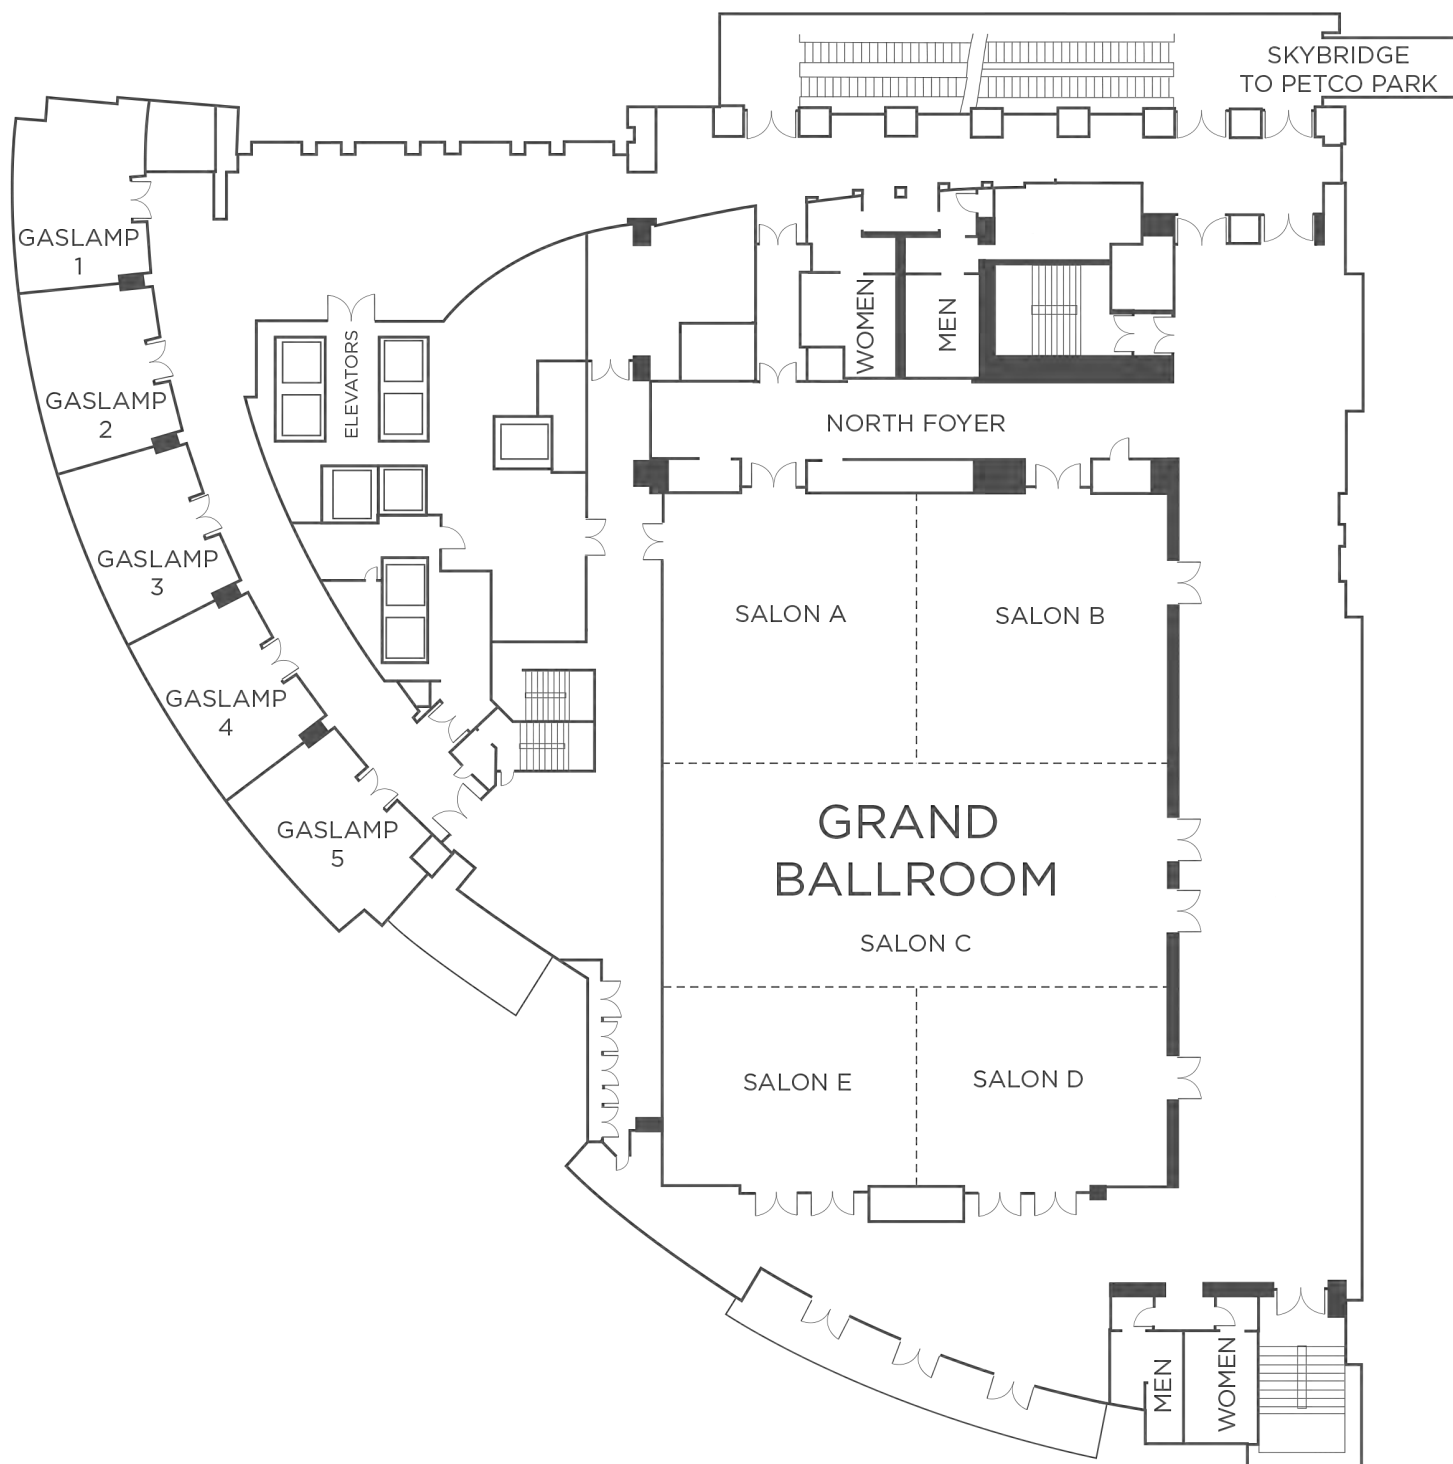 SKYBRIDGE
TO PETCO PARK
GASLAMP
1
WOMEN
MEN
ELEVATORS
GASLAMP
2
NORTH FOYER
GASLAMP
3
SALON A
SALON B
GASLAMP
4
GRAND
BALLROOM
GASLAMP
5
SALON C
SALON E
SALON D
MEN
WOMEN